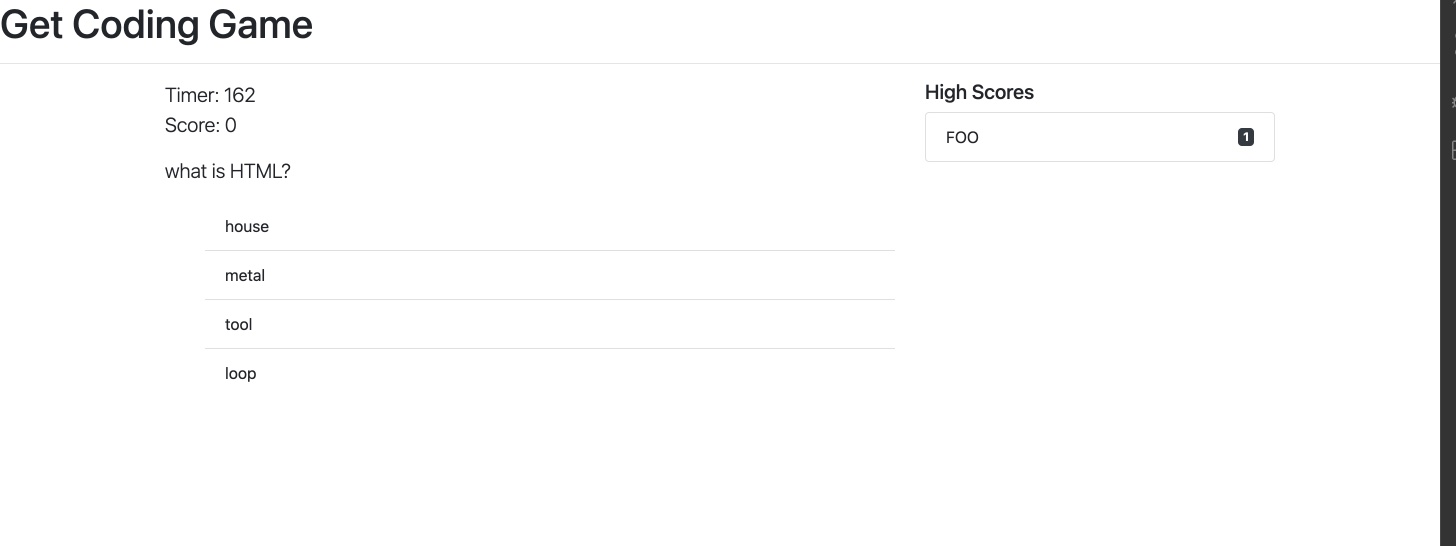 Get Coding Game
Timer: 162
Score: 0
what is HTML?
house
metal
tool
loop
High Scores
FOO 1